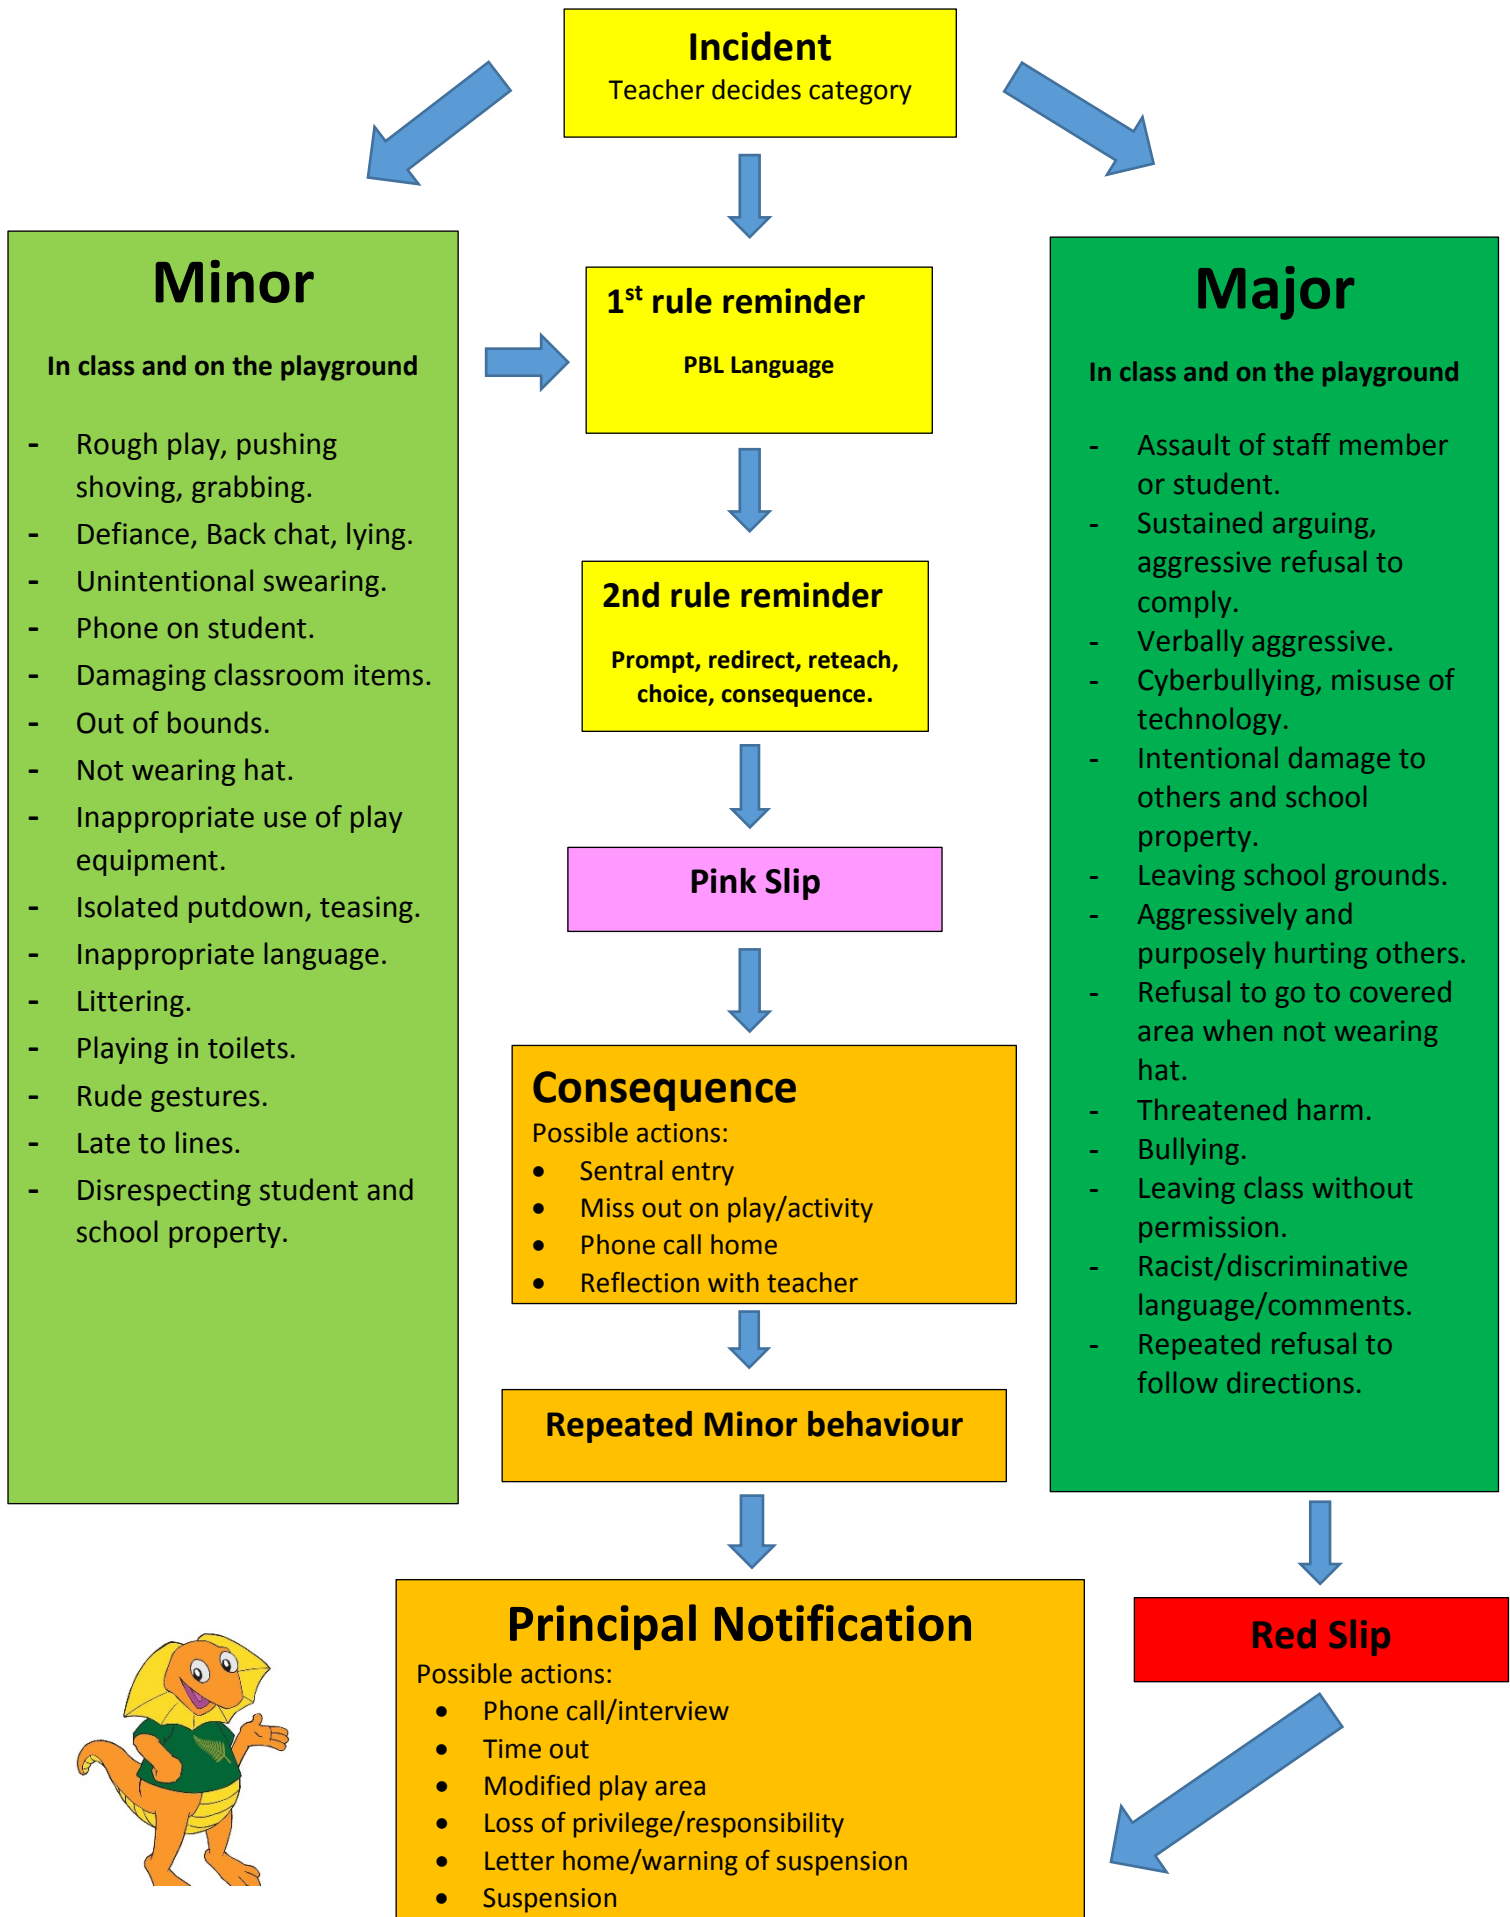 Incident
Teacher decides category
Minor
In class and on the playground
- Rough play, pushing
shoving, grabbing.
- Defiance, Back chat, lying.
- Unintentional swearing.
- Phone on student.
- Damaging classroom items.
- Out of bounds.
- Not wearing hat.
- Inappropriate use of play
equipment.
- Isolated putdown, teasing.
- Inappropriate language.
- Littering.
- Playing in toilets.
- Rude gestures.
- Late to lines.
- Disrespecting student and
school property.
1st rule reminder
PBL Language
2nd rule reminder
Prompt, redirect, reteach,
choice, consequence.
Pink Slip
Consequence
Possible actions:
• Sentral entry
• Miss out on play/activity
• Phone call home
• Reflection with teacher
Repeated Minor behaviour
Major
In class and on the playground
- Assault of staff member
or student.
- Sustained arguing,
aggressive refusal to
comply.
- Verbally aggressive.
- Cyberbullying, misuse of
technology.
- Intentional damage to
others and school
property.
- Leaving school grounds.
- Aggressively and
purposely hurting others.
- Refusal to go to covered
area when not wearing
hat.
- Threatened harm.
- Bullying.
- Leaving class without
permission.
- Racist/discriminative
language/comments.
- Repeated refusal to
follow directions.
Red Slip
Principal Notification
Possible actions:
• Phone call/interview
• Time out
• Modified play area
• Loss of privilege/responsibility
• Letter home/warning of suspension
• Suspension